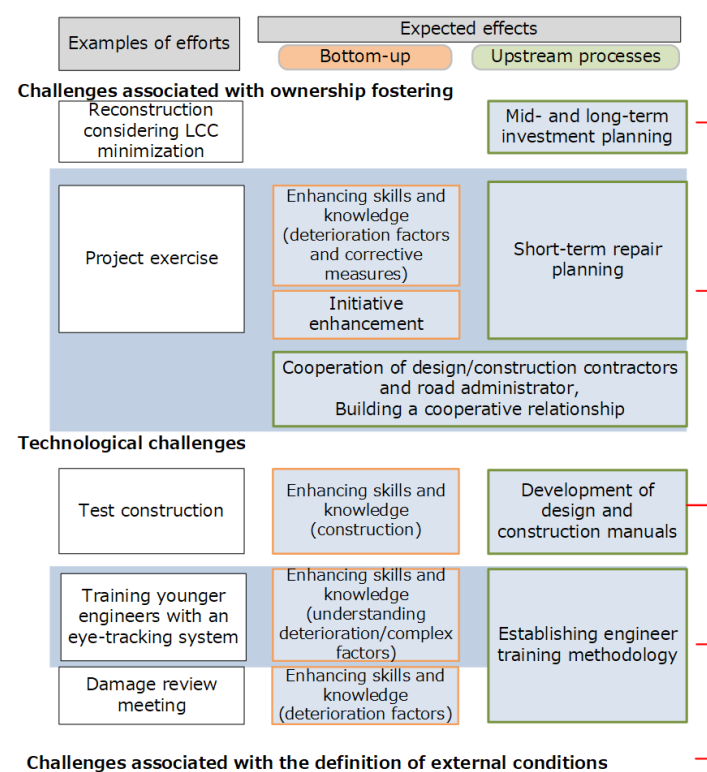 Examples of efforts
Expected effects
Bottom-up
Upstream processes
Challenges associated with ownership fostering
Reconstruction
considering LCC
minimization
Mid- and long-term
investment planning
Project exercise
Enhancing skills and
knowledge
(deterioration factors
and corrective
measures)
Initiative
enhancement
Short-term repair
planning
Cooperation of design/construction contractors
and road administrator,
Building a cooperative relationship
Technological challenges
Test construction
Enhancing skills and
knowledge
(construction)
Development of
design and
construction manuals
Training younger
engineers with an
eye-tracking system
Enhancing skills and
knowledge
(understanding
deterioration/complex
factors)
Establishing engineer
training methodology
Damage review
meeting
Enhancing skills and
knowledge
(deterioration factors)
Challenges associated with the definition of external conditions